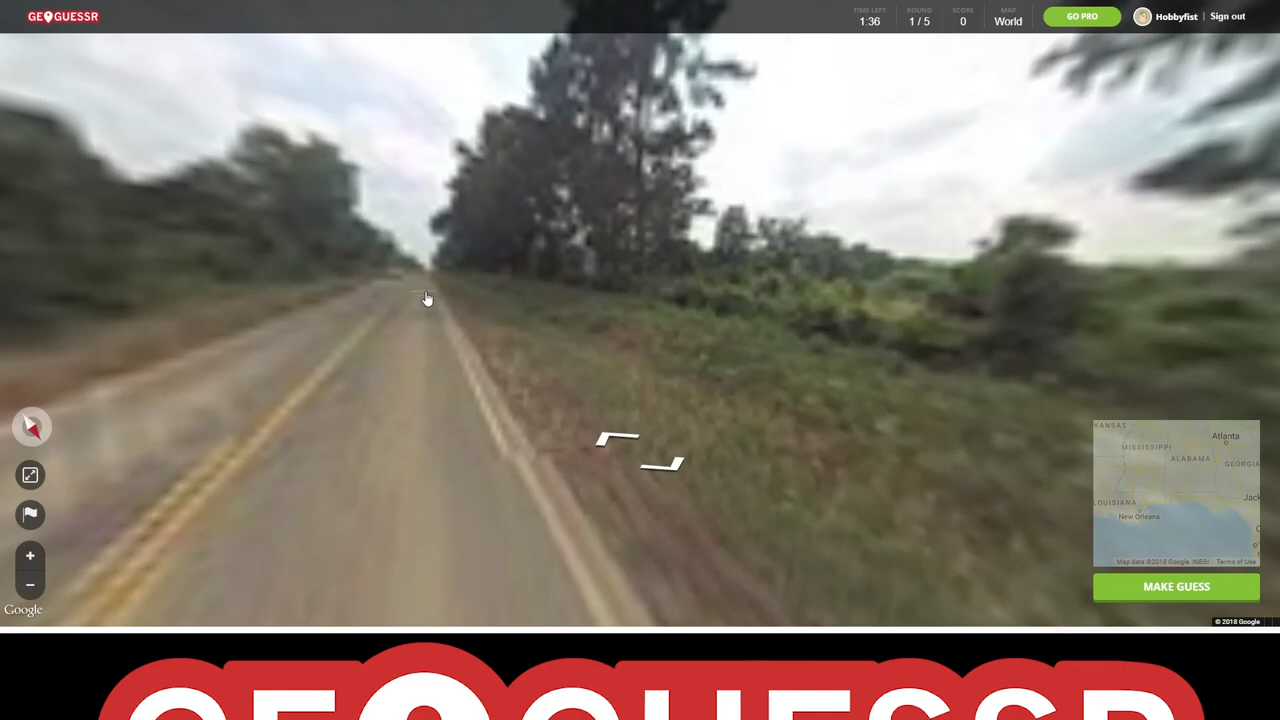 GEOGUESSR
TIME LEFT
1:36
ROUND
1 / 5
SCORE
0
MAP
World
GO PRO
Hobbyfist | Sign out
KANSAS
MISSISSIPPI
Atlanta
ALABAMA
GEORGIA
LOUISIANA
Jack
New Orleans
Map data ©2018 Google, INEGI Terms of Use
MAKE GUESS
Google
© 2018 Google
GEOGUESSR